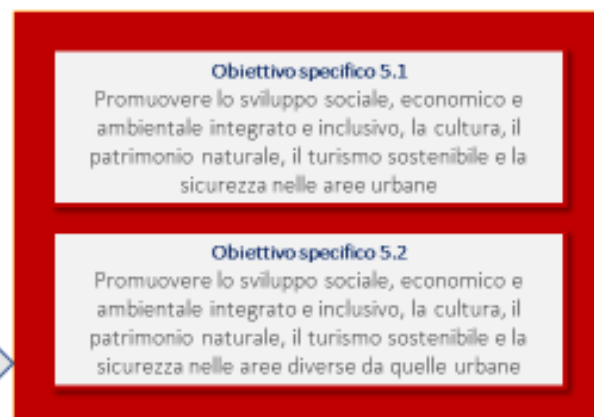 Obiettivo specifico 5.1
Promuovere lo sviluppo sociale, economico e
ambientale integrato e inclusivo, la cultura, il
patrimonio naturale, il turismo sostenibile e la
sicurezza nelle aree urbane
Obiettivo specifico 5.2
Promuovere lo sviluppo sociale, economico e
ambientale integrato e inclusivo, la cultura, il
patrimonio naturale, il turismo sostenibile e la
sicurezza nelle aree diverse da quelle urbane